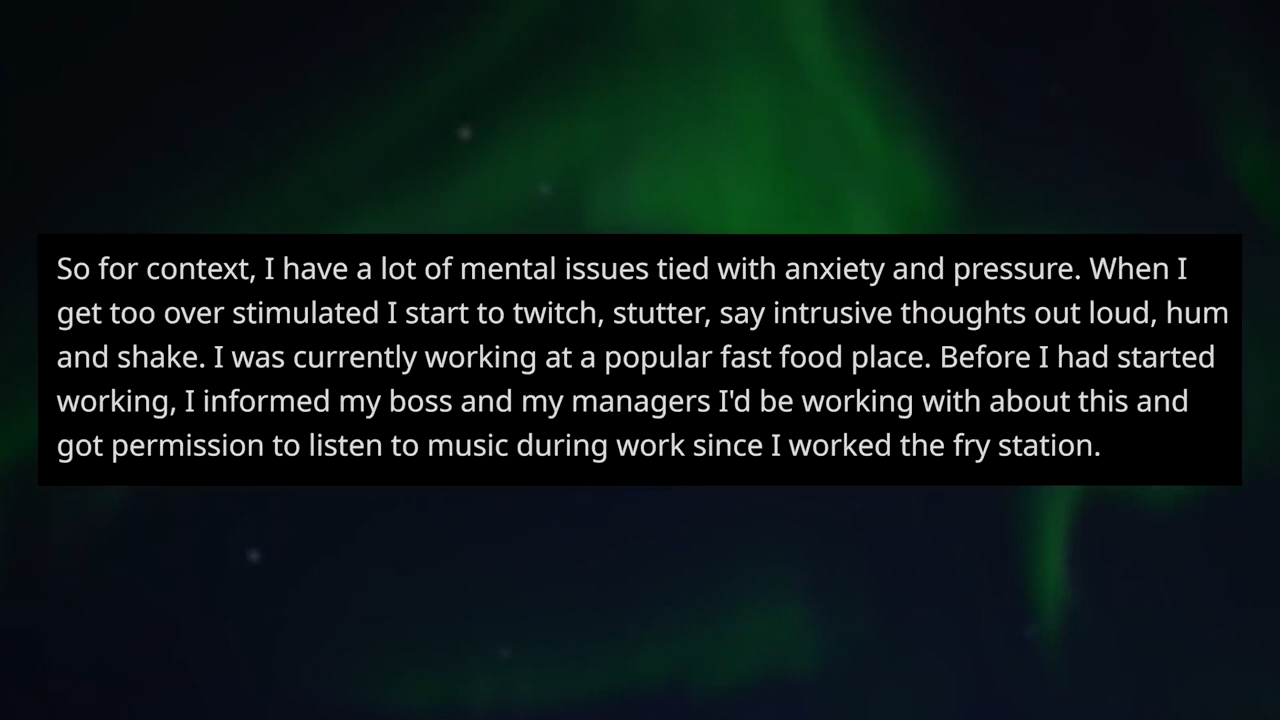 So for context, I have a lot of mental issues tied with anxiety and pressure. When I
get too over stimulated I start to twitch, stutter, say intrusive thoughts out loud, hum
and shake. I was currently working at a popular fast food place. Before I had started
working, I informed my boss and my managers I'd be working with about this and
got permission to listen to music during work since I worked the fry station.